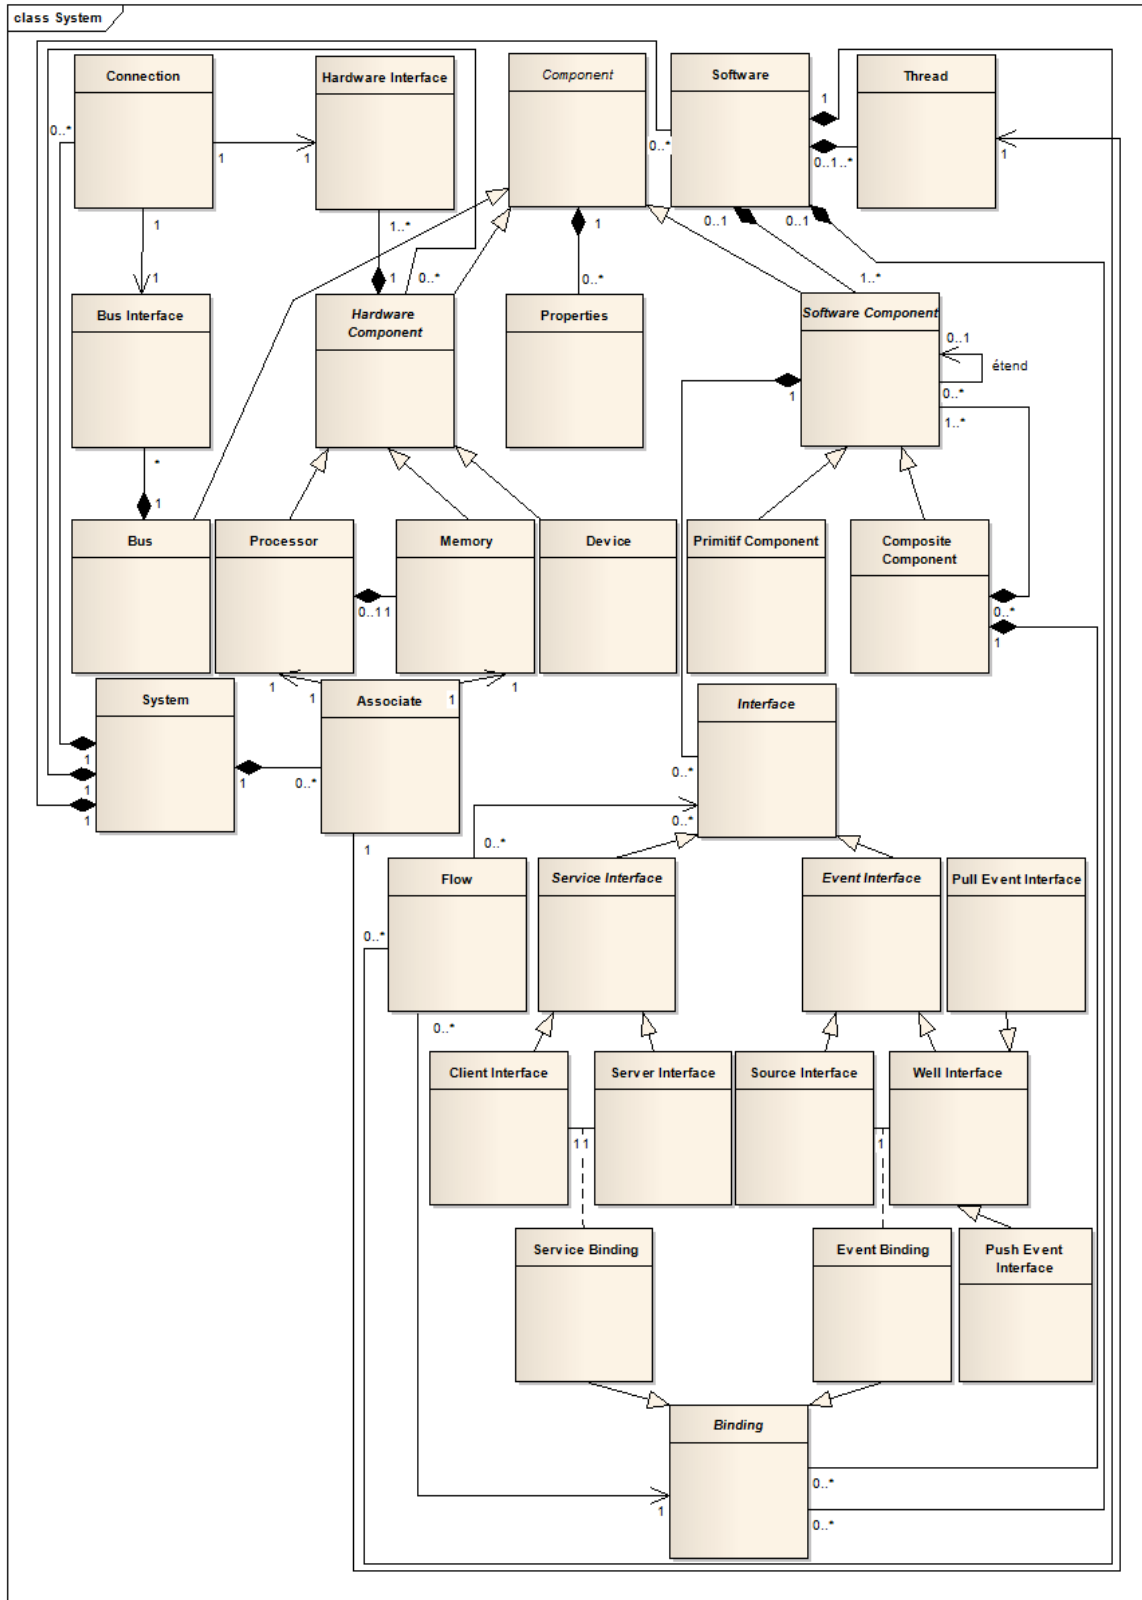 class System
Connection
Hardware Interface
Component
Software
Thread
0..*
1
1
1
0..*
1
0..1..*
1
1
1
1..*
1
0..*
1
0..*
0..1
0..1
1..*
Bus Interface
Hardware
Component
Properties
Software Component
0..1
étend
0..*
1..*
1
*
1
Bus
Processor
Memory
Device
Primitif Component
Composite
Component
0..11
0..*
1
1
1
1
1
System
Associate
Interface
1
1
1
1
0..*
0..*
0..*
0..*
1
0..*
Flow
Service Interface
Event Interface
Pull Event Interface
0..*
Client Interface
Server Interface
Source Interface
Well Interface
11
1
Service Binding
Event Binding
Push Event
Interface
Binding
0..*
1
0..*